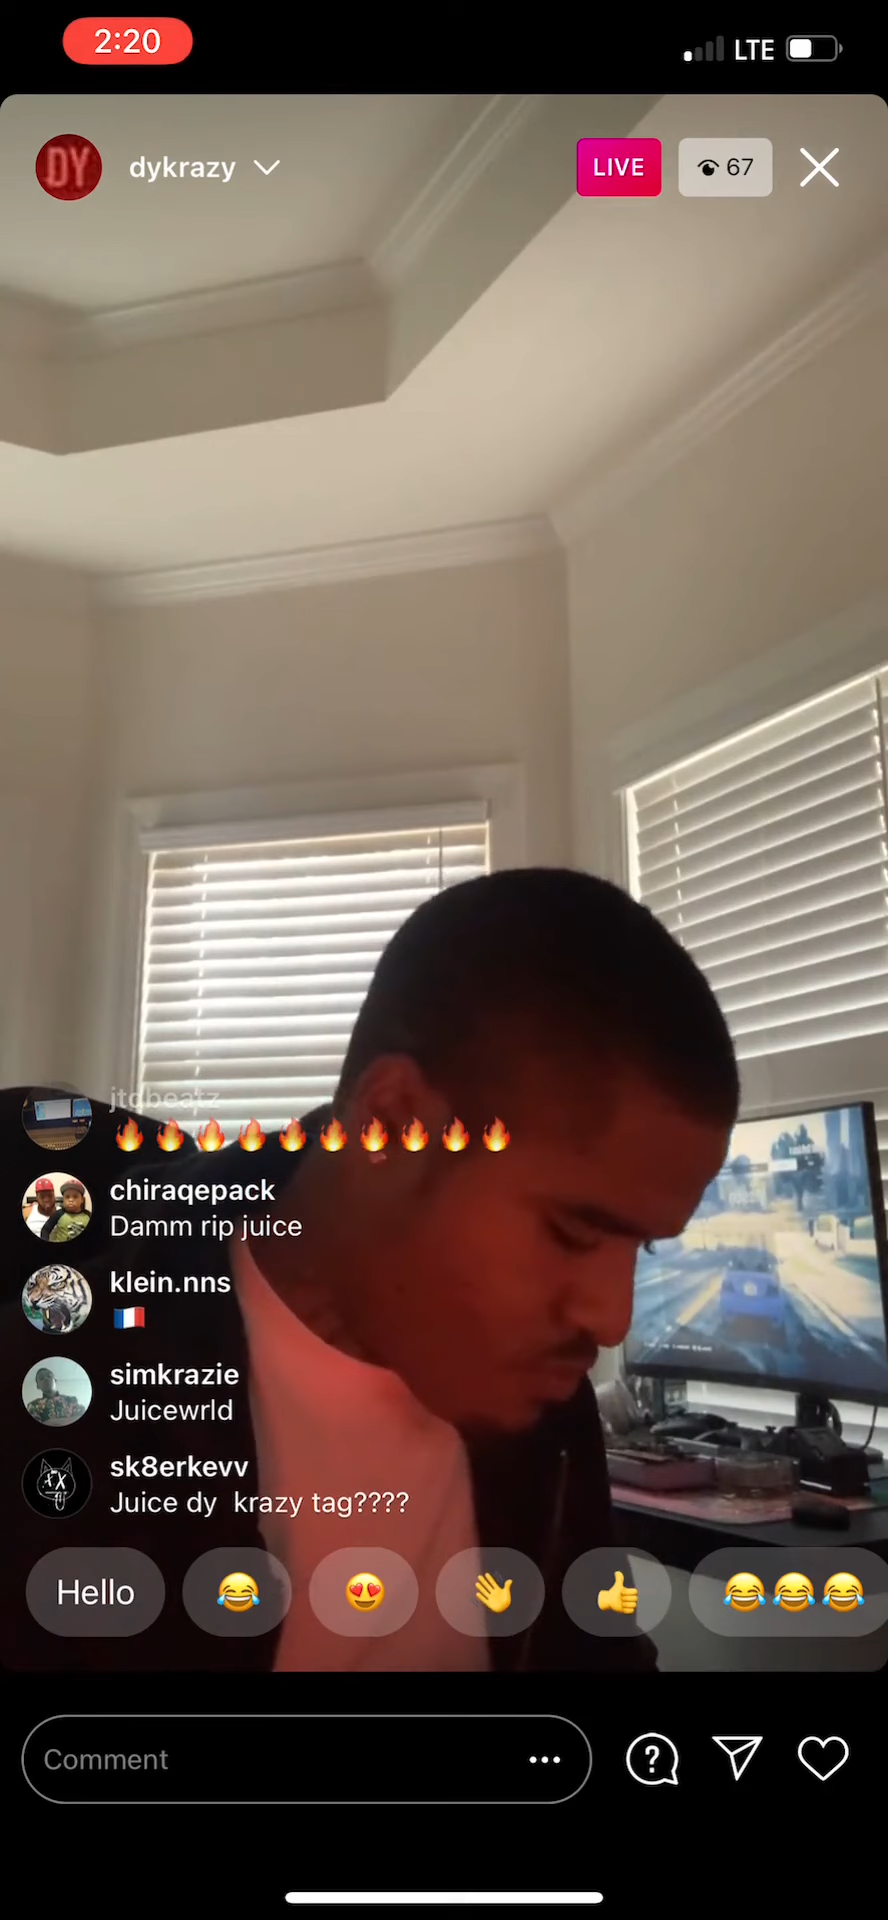 2:20
LTE
DY
dykrazy
LIVE
67
jtdbeatz
🔥🔥🔥🔥🔥🔥🔥🔥🔥🔥
chiraqepack
Damm rip juice
klein.nns
🇫🇷
simkrazie
Juicewrld
sk8erkevv
Juice dy  krazy tag????
Hello
😂
😍
👋
👍
😂😂😂
Comment